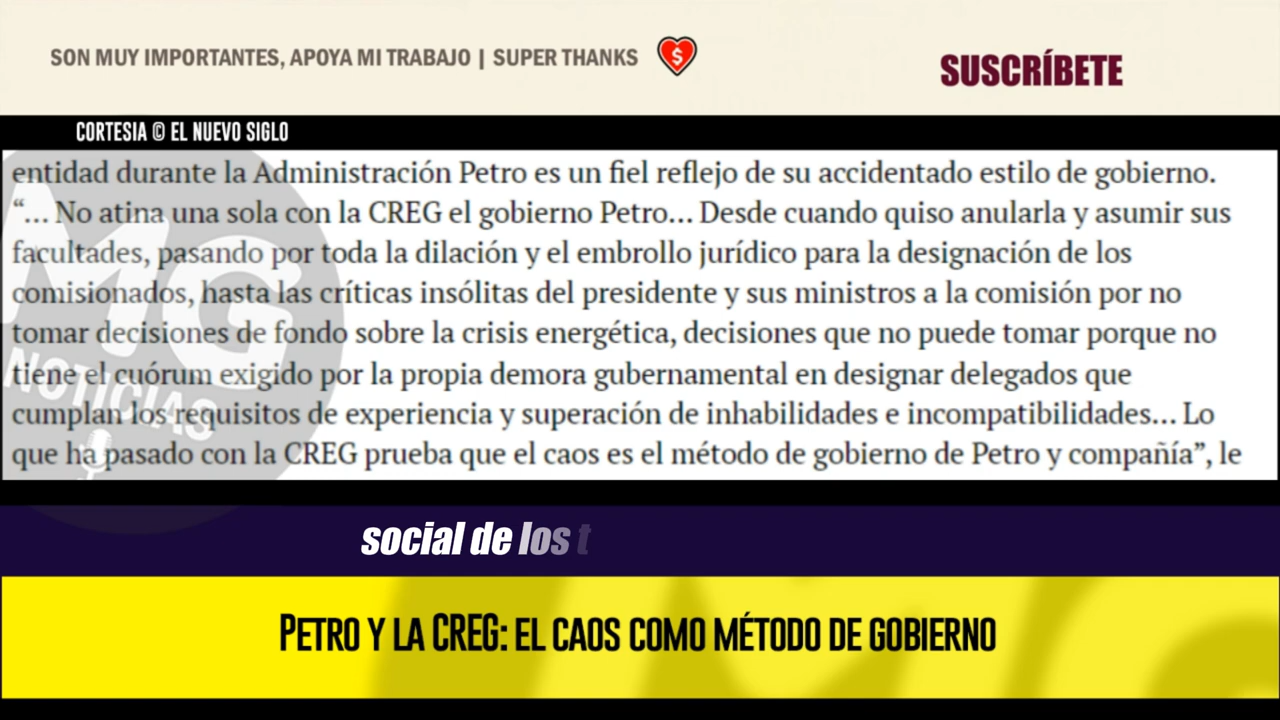 SON MUY IMPORTANTES, APOYA MI TRABAJO | SUPER THANKS
SUSCRÍBETE
CORTESIA © EL NUEVO SIGLO
entidad durante la Administración Petro es un fiel reflejo de su accidentado estilo de gobierno.
“… No atina una sola con la CREG el gobierno Petro… Desde cuando quiso anularla y asumir sus
facultades, pasando por toda la dilación y el embrollo jurídico para la designación de los
comisionados, hasta las críticas insólitas del presidente y sus ministros a la comisión por no
tomar decisiones de fondo sobre la crisis energética, decisiones que no puede tomar porque no
tiene el cuórum exigido por la propia demora gubernamental en designar delegados que
cumplan los requisitos de experiencia y superación de inhabilidades e incompatibilidades… Lo
que ha pasado con la CREG prueba que el caos es el método de gobierno de Petro y compañía”, le
MG
NOTICIAS
social de los t
PETRO Y LA CREG: EL CAOS COMO MÉTODO DE GOBIERNO